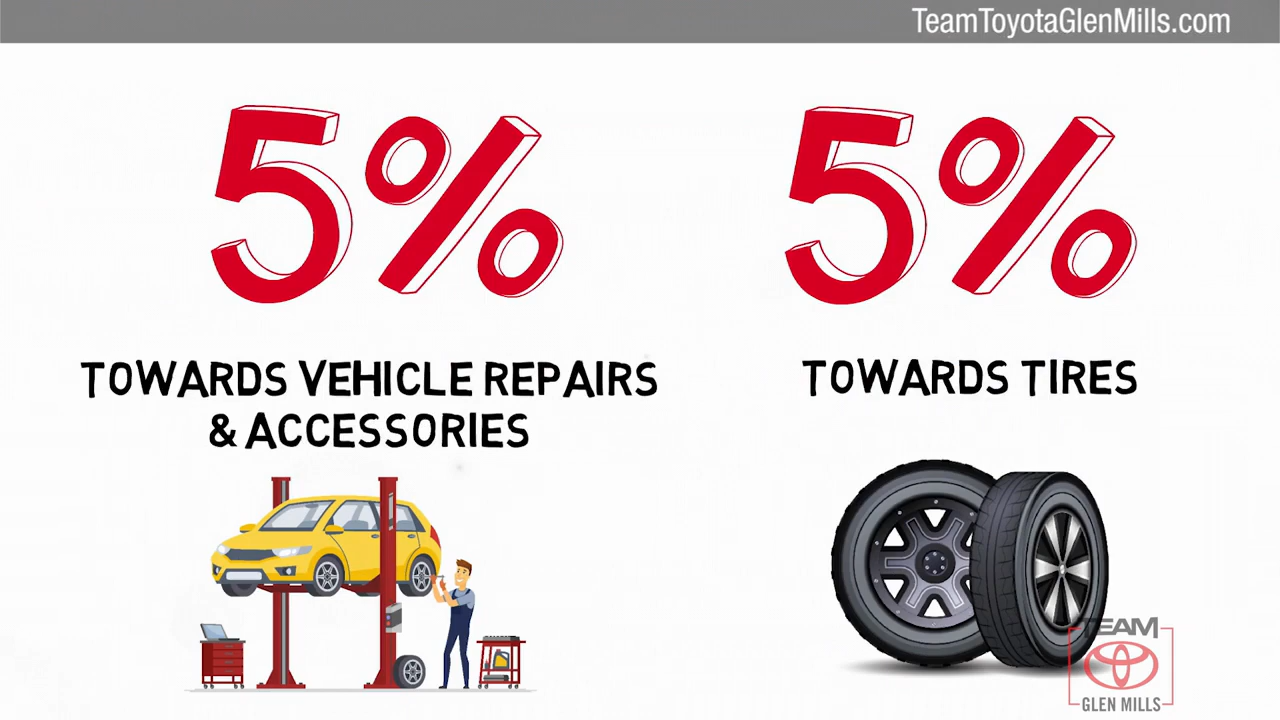 TeamToyotaGlenMills.com
5%
TOWARDS VEHICLE REPAIRS
& ACCESSORIES
5%
TOWARDS TIRES
TEAM
GLEN MILLS